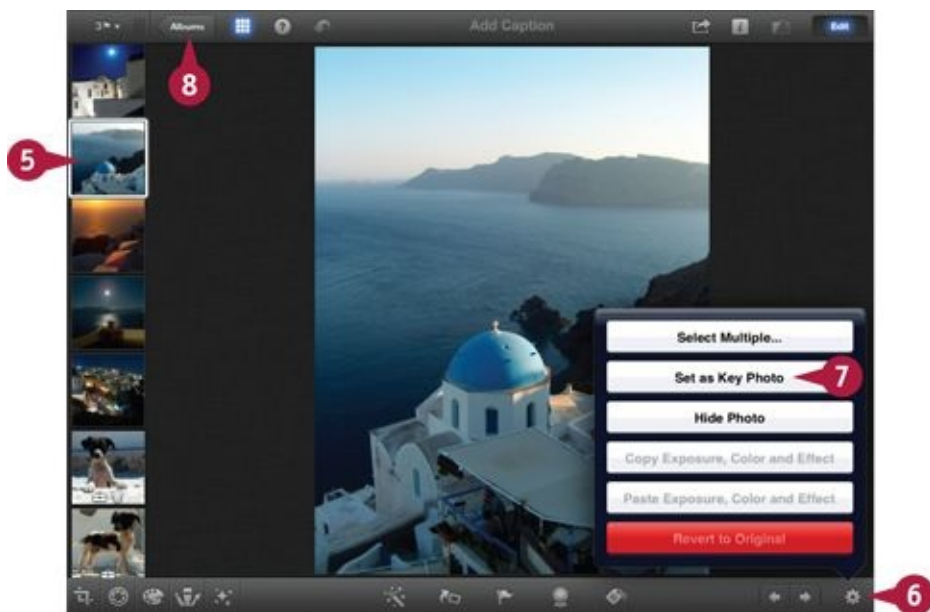 3
Albums
?
Add Caption
i
Edit
8
5
Select Multiple...
Set as Key Photo
7
Hide Photo
Copy Exposure, Color and Effect
Paste Exposure, Color and Effect
Revert to Original
6